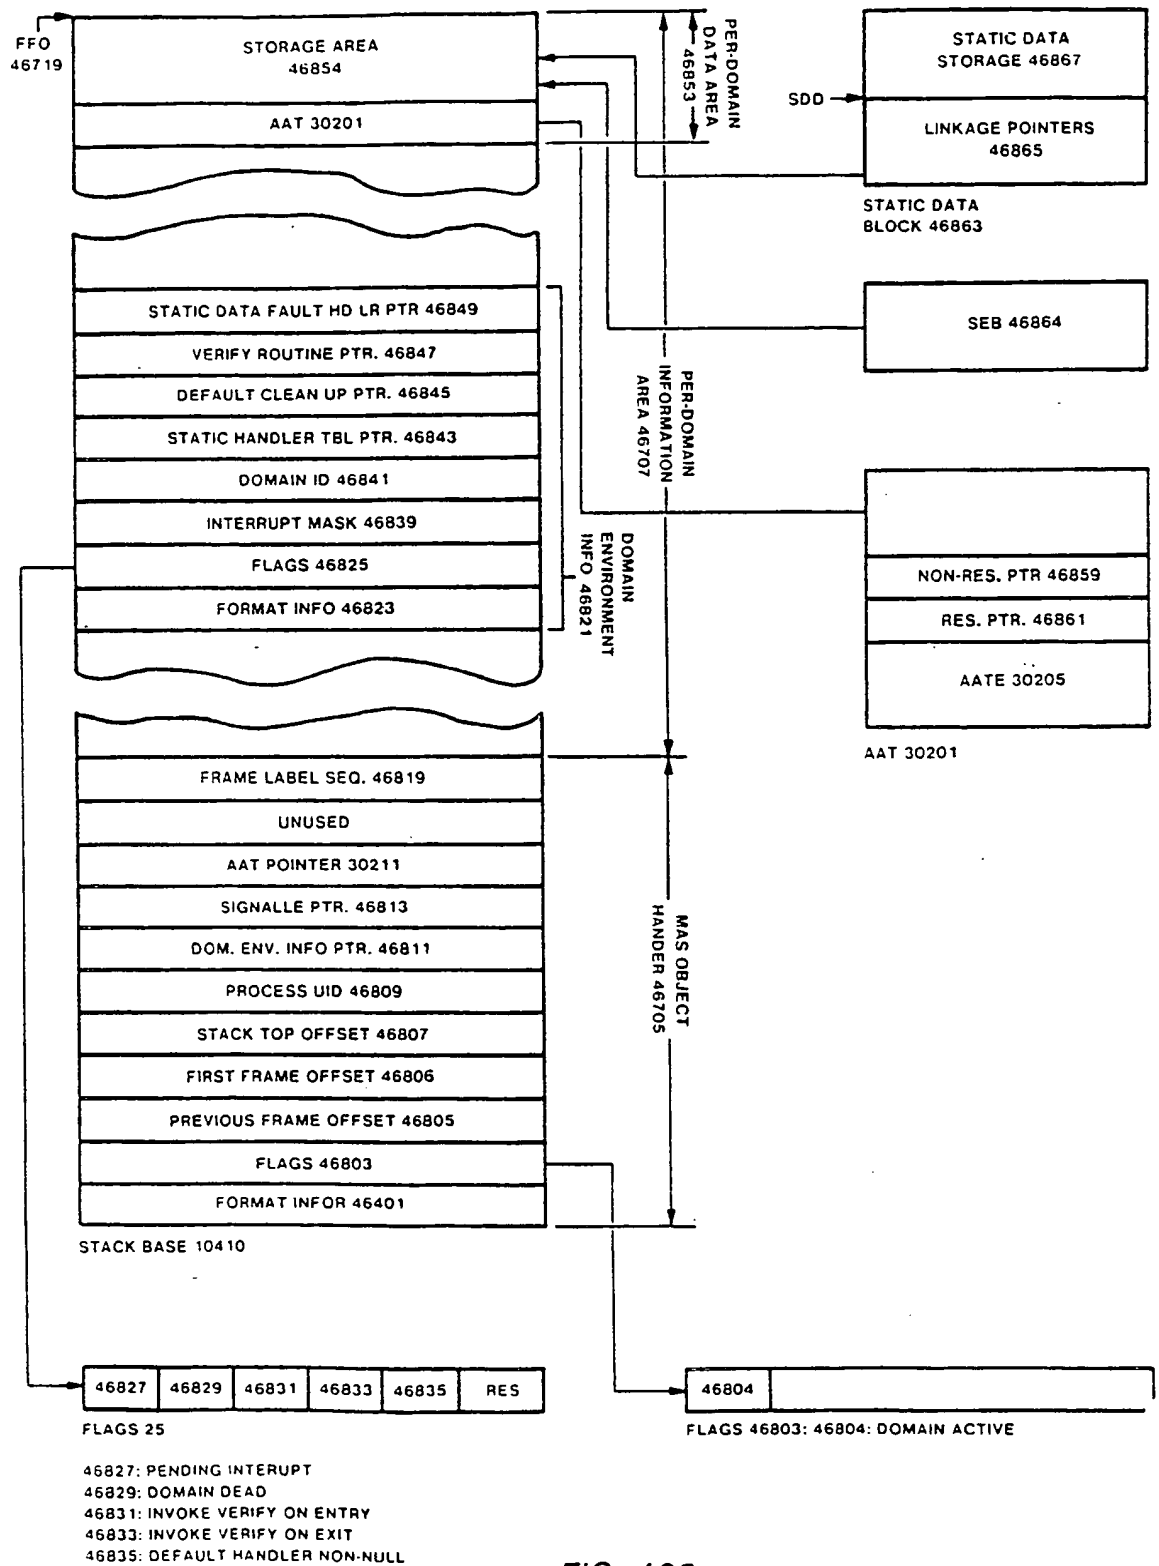 FFO
46719
STORAGE AREA
46854
AAT 30201
PER-DOMAIN
DATA AREA
46853
STATIC DATA
STORAGE 46867
SDD
LINKAGE POINTERS
46865
STATIC DATA
BLOCK 46863
STATIC DATA FAULT HD LR PTR 46849
VERIFY ROUTINE PTR. 46847
DEFAULT CLEAN UP PTR. 46845
STATIC HANDLER TBL PTR. 46843
DOMAIN ID 46841
INTERRUPT MASK 46839
FLAGS 46825
FORMAT INFO 46823
DOMAIN
ENVIRONMENT
INFO 46821
PER-DOMAIN
INFORMATION
AREA 46707
SEB 46864
NON-RES. PTR 46859
RES. PTR. 46861
AATE 30205
AAT 30201
FRAME LABEL SEQ. 46819
UNUSED
AAT POINTER 30211
SIGNALLE PTR. 46813
DOM. ENV. INFO PTR. 46811
PROCESS UID 46809
STACK TOP OFFSET 46807
FIRST FRAME OFFSET 46806
PREVIOUS FRAME OFFSET 46805
FLAGS 46803
FORMAT INFOR 46401
MAS OBJECT
HANDER 46705
STACK BASE 10410
46827 46829 46831 46833 46835 RES
FLAGS 25
46804
FLAGS 46803: 46804: DOMAIN ACTIVE
46827: PENDING INTERUPT
46829: DOMAIN DEAD
46831: INVOKE VERIFY ON ENTRY
46833: INVOKE VERIFY ON EXIT
46835: DEFAULT HANDLER NON-NULL